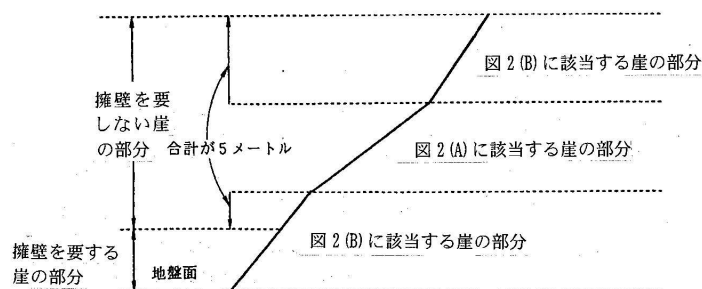 図2(B)に該当する崖の部分
擁壁を要
しない崖
の部分
合計が5メートル
図2(A)に該当する崖の部分
図2(B)に該当する崖の部分
擁壁を要する
崖の部分
地盤面